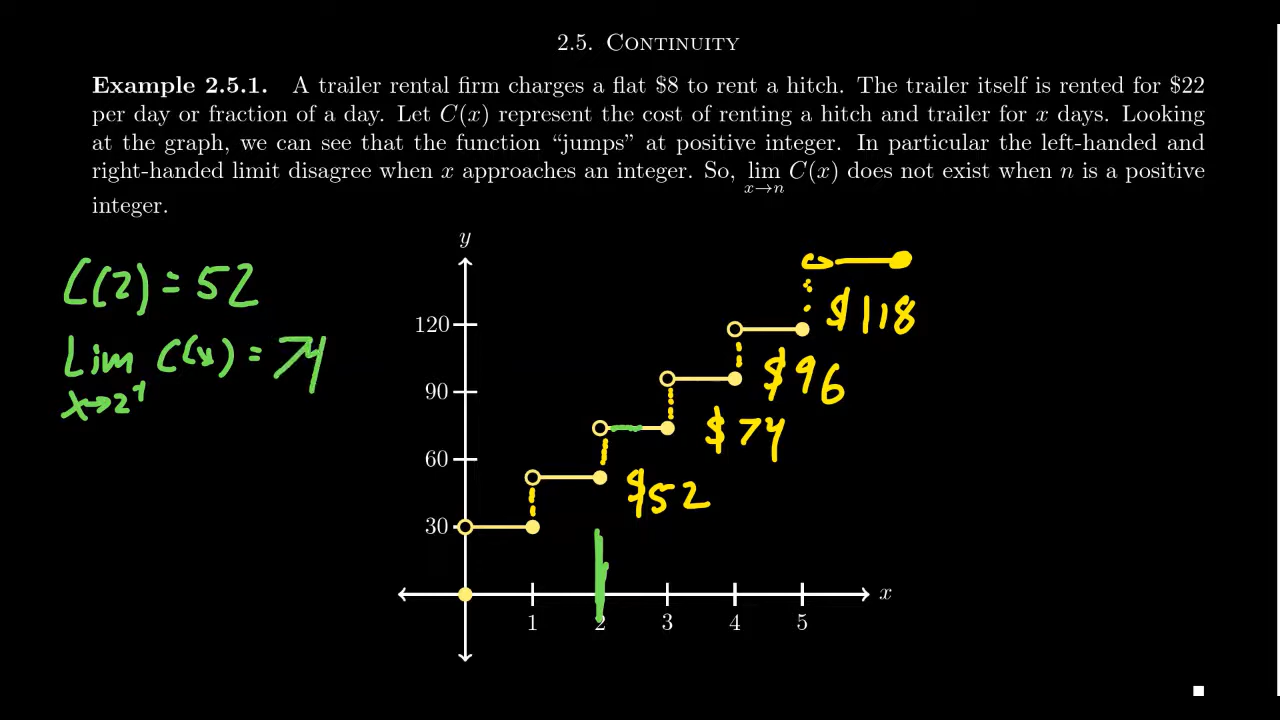 2.5. CONTINUITY
Example 2.5.1. A trailer rental firm charges a flat $8 to rent a hitch. The trailer itself is rented for $22
per day or fraction of a day. Let C(x) represent the cost of renting a hitch and trailer for x days. Looking
at the graph, we can see that the function “jumps” at positive integer. In particular the left-handed and
right-handed limit disagree when x approaches an integer. So, lim C(x) does not exist when n is a positive
x→n
integer.
y
C(2) = 52
$118
120
Lim C(x) = 74
x→2⁺
$96
90
$74
60
$52
30
x
1 2 3 4 5